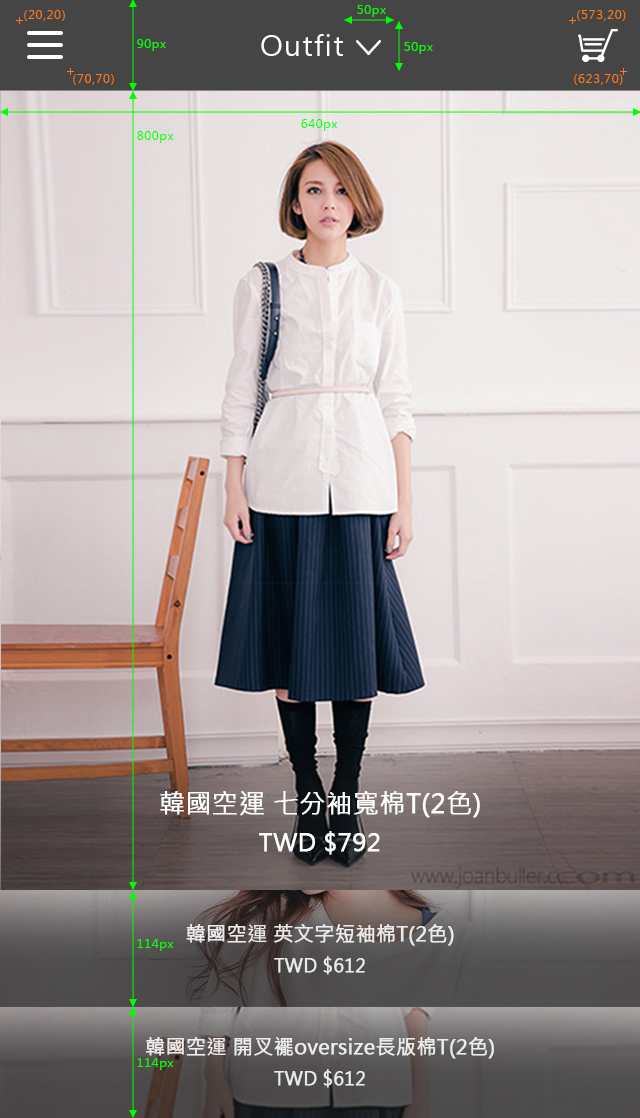 (20,20)
50px
(573,20)
90px
Outfit
50px
(70,70)
(623,70)
640px
800px
韓國空運 七分袖寬棉T(2色)
TWD $792
www.joanbuller.c
com
韓國空運 英文字短袖棉T(2色)
114px
TWD $612
韓國空運 開叉襬oversize長版棉T(2色)
114px
TWD $612